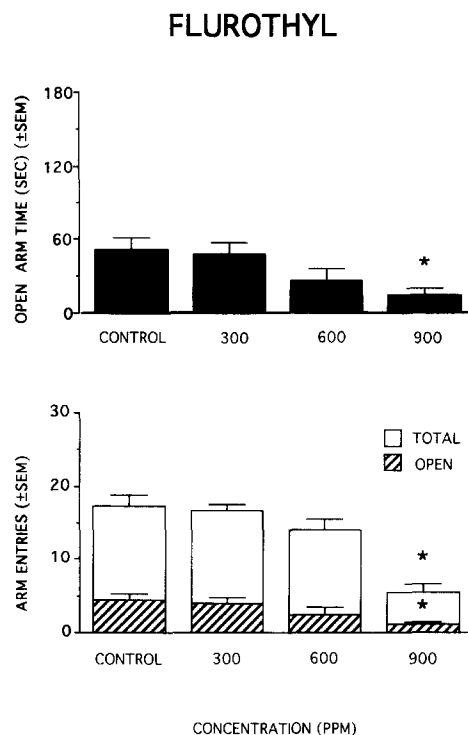 FLUROTHYL
OPEN ARM TIME (SEC) (±SEM)
180
120
60
0
*
CONTROL 300 600 900
ARM ENTRIES (±SEM)
30
20
10
0
TOTAL
OPEN
*
*
CONTROL 300 600 900
CONCENTRATION (PPM)